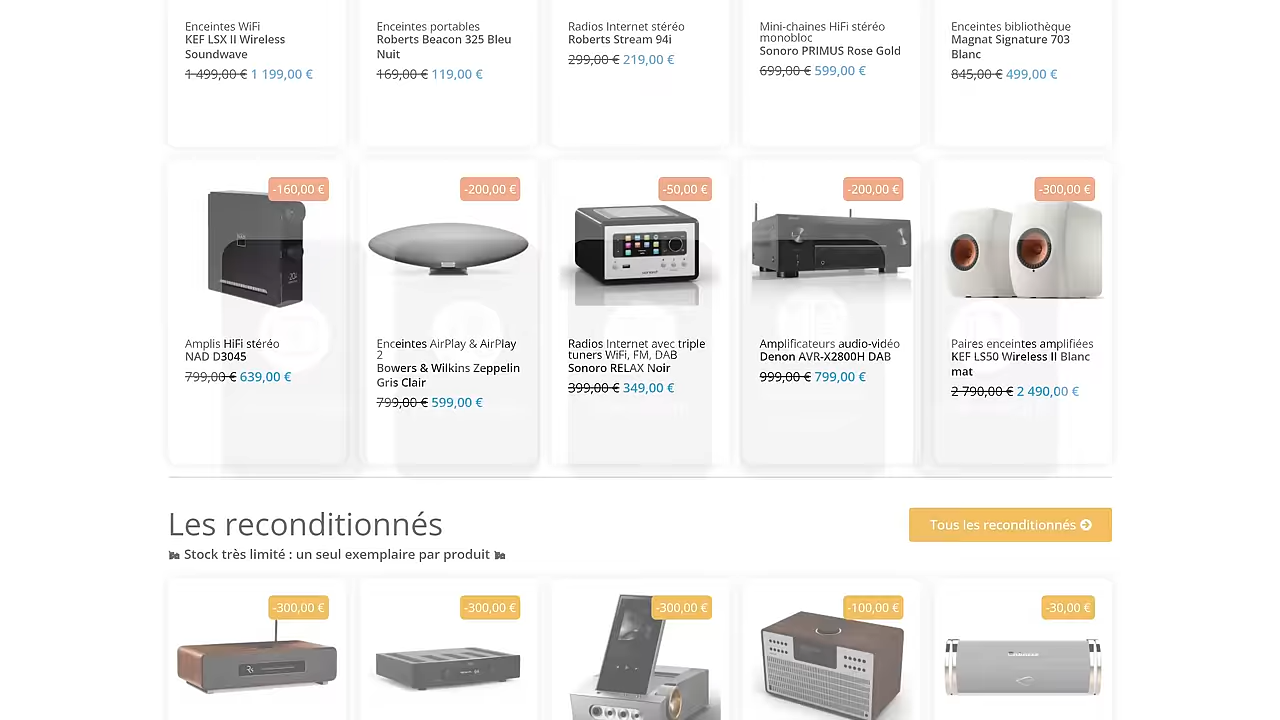 Enceintes WiFi
KEF LSX II Wireless
Soundwave
1 499,00 € 1 199,00 €
Enceintes portables
Roberts Beacon 325 Bleu
Nuit
169,00 € 119,00 €
Radios Internet stéréo
Roberts Stream 94i
299,00 € 219,00 €
Mini-chaines HiFi stéréo
monobloc
Sonoro PRIMUS Rose Gold
699,00 € 599,00 €
Enceintes bibliothèque
Magnat Signature 703
Blanc
845,00 € 499,00 €
-160,00 €
Amplis HiFi stéréo
NAD D3045
799,00 € 639,00 €
-200,00 €
Enceintes AirPlay & AirPlay
2
Bowers & Wilkins Zeppelin
Gris Clair
799,00 € 599,00 €
-50,00 €
Radios Internet avec triple
tuners WiFi, FM, DAB
Sonoro RELAX Noir
399,00 € 349,00 €
-200,00 €
Amplificateurs audio-vidéo
Denon AVR-X2800H DAB
999,00 € 799,00 €
-300,00 €
Paires enceintes amplifiées
KEF LS50 Wireless II Blanc
mat
2 790,00 € 2 490,00 €
Les reconditionnés
Tous les reconditionnés
Stock très limité : un seul exemplaire par produit
-300,00 €
-300,00 €
-300,00 €
-100,00 €
-30,00 €